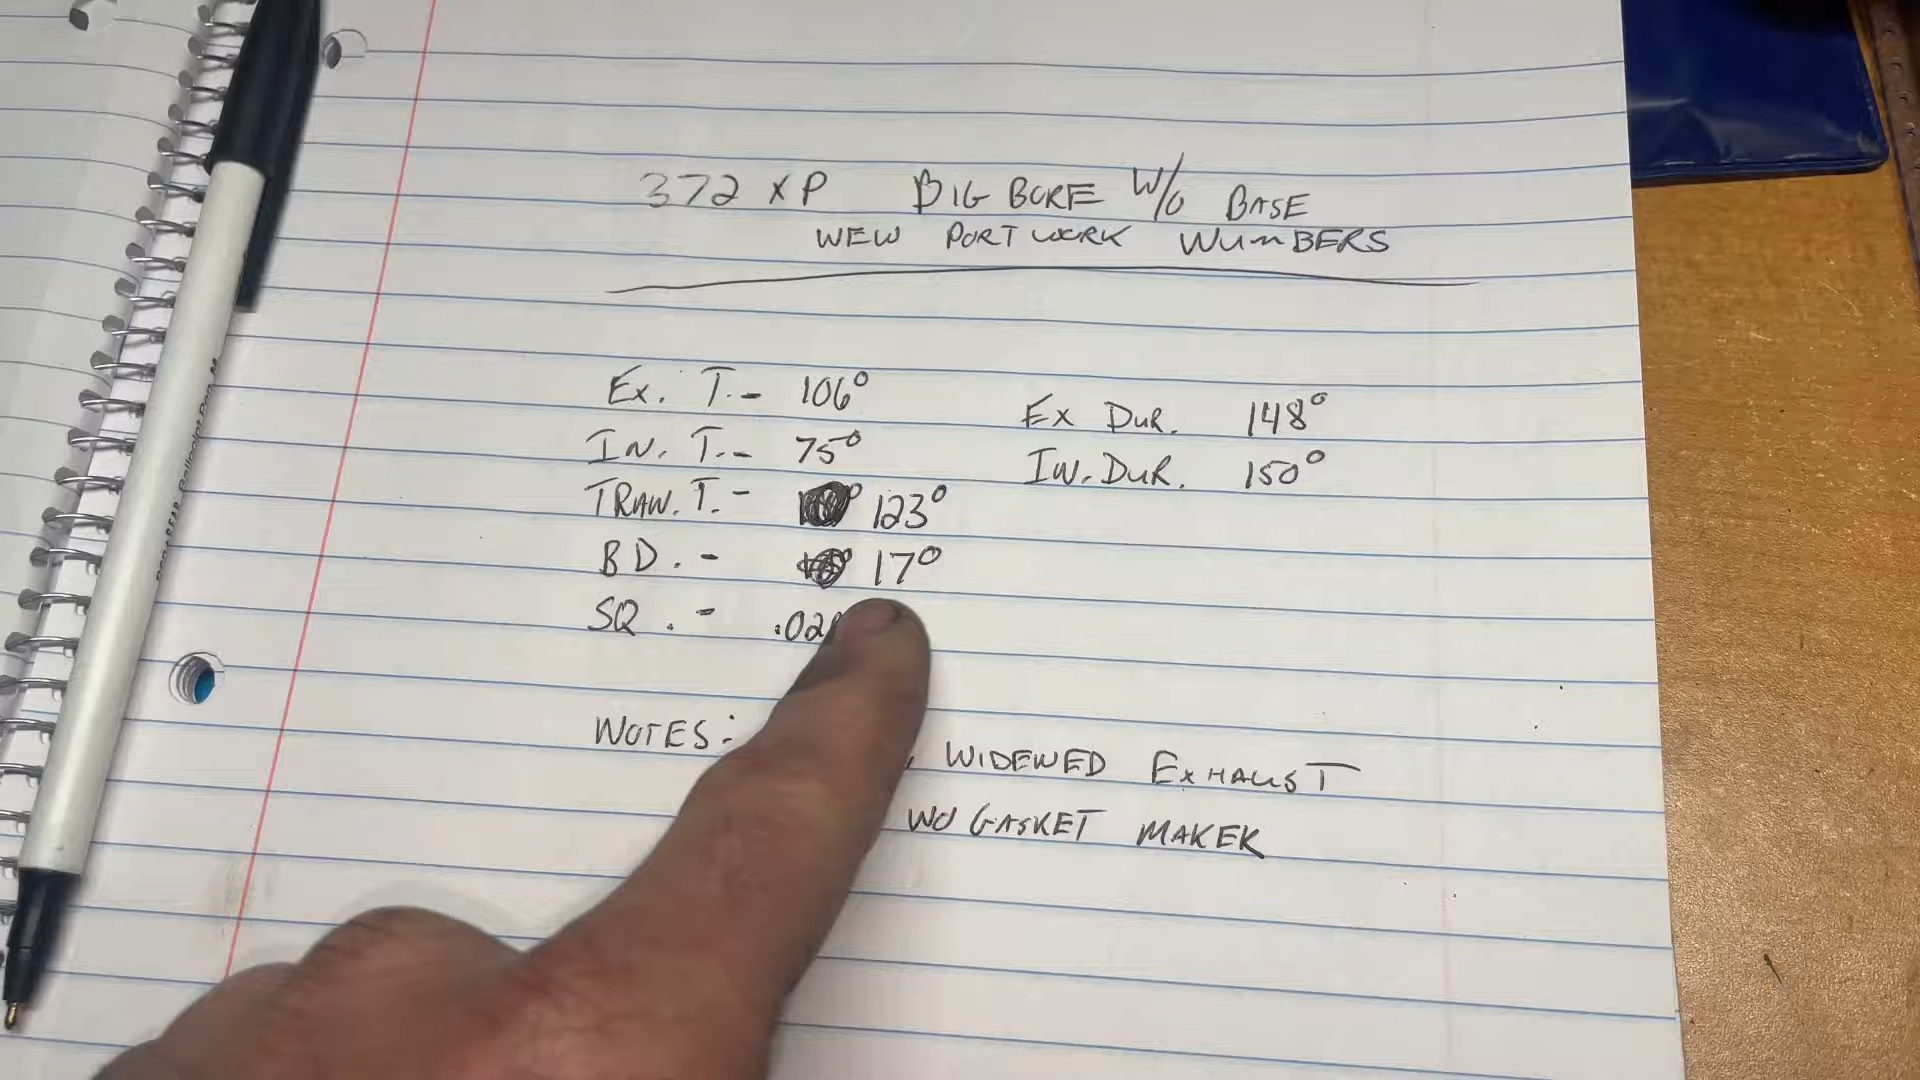 372 XP BIG BORE W/O BASE
NEW PORT WORK NUMBERS
Ex. T. - 106°
Ex DUR. 148°
IN. T. - 75°
IN. DUR. 150°
TRAN. T. - 123°
BD. - 17°
SQ. - .02
NOTES: WIDENED EXHAUST
NO GASKET MAKER